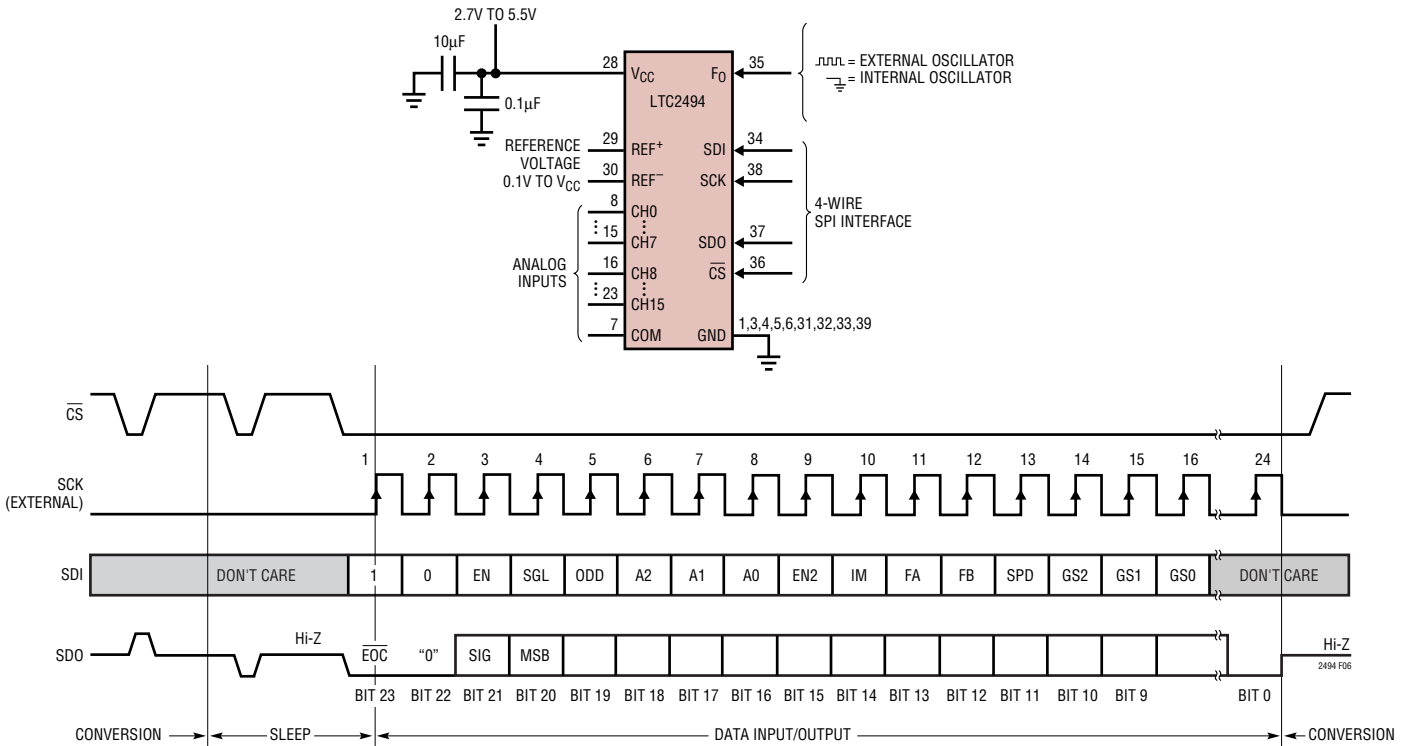 2.7V TO 5.5V
10μF
0.1μF
28 VCC
LTC2494
FO 35
= EXTERNAL OSCILLATOR
= INTERNAL OSCILLATOR
REFERENCE
VOLTAGE
0.1V TO VCC
29 REF+
30 REF–
SDI 34
SCK 38
SDO 37
CS 36
4-WIRE
SPI INTERFACE
ANALOG
INPUTS
8 CH0
15 CH7
16 CH8
23 CH15
7 COM
GND 1,3,4,5,6,31,32,33,39
CS
1 2 3 4 5 6 7 8 9 10 11 12 13 14 15 16 24
SCK
(EXTERNAL)
SDI DON'T CARE 1 0 EN SGL ODD A2 A1 A0 EN2 IM FA FB SPD GS2 GS1 GS0 DON'T CARE
SDO Hi-Z EOC “0” SIG MSB Hi-Z
2494 F06
BIT 23 BIT 22 BIT 21 BIT 20 BIT 19 BIT 18 BIT 17 BIT 16 BIT 15 BIT 14 BIT 13 BIT 12 BIT 11 BIT 10 BIT 9 BIT 0
CONVERSION SLEEP DATA INPUT/OUTPUT CONVERSION